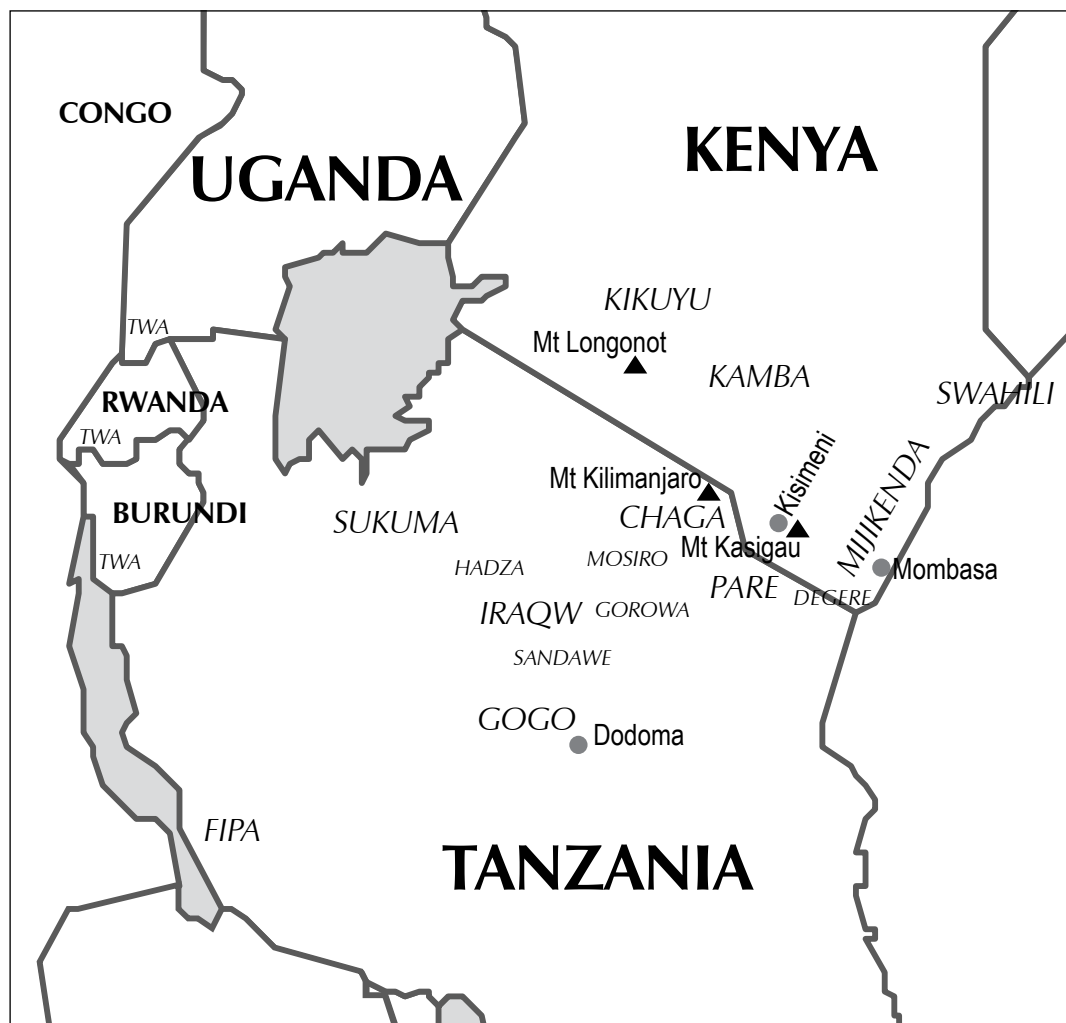 CONGO
UGANDA
KENYA
KIKUYU
TWA
Mt Longonot
KAMBA
SWAHILI
RWANDA
TWA
Kisimeni
Mt Kilimanjaro
MIJIKENDA
BURUNDI
SUKUMA
CHAGA
Mt Kasigau
TWA
HADZA
MOSIRO
Mombasa
PARE
DEGERE
IRAQW
GOROWA
SANDAWE
GOGO
Dodoma
FIPA
TANZANIA